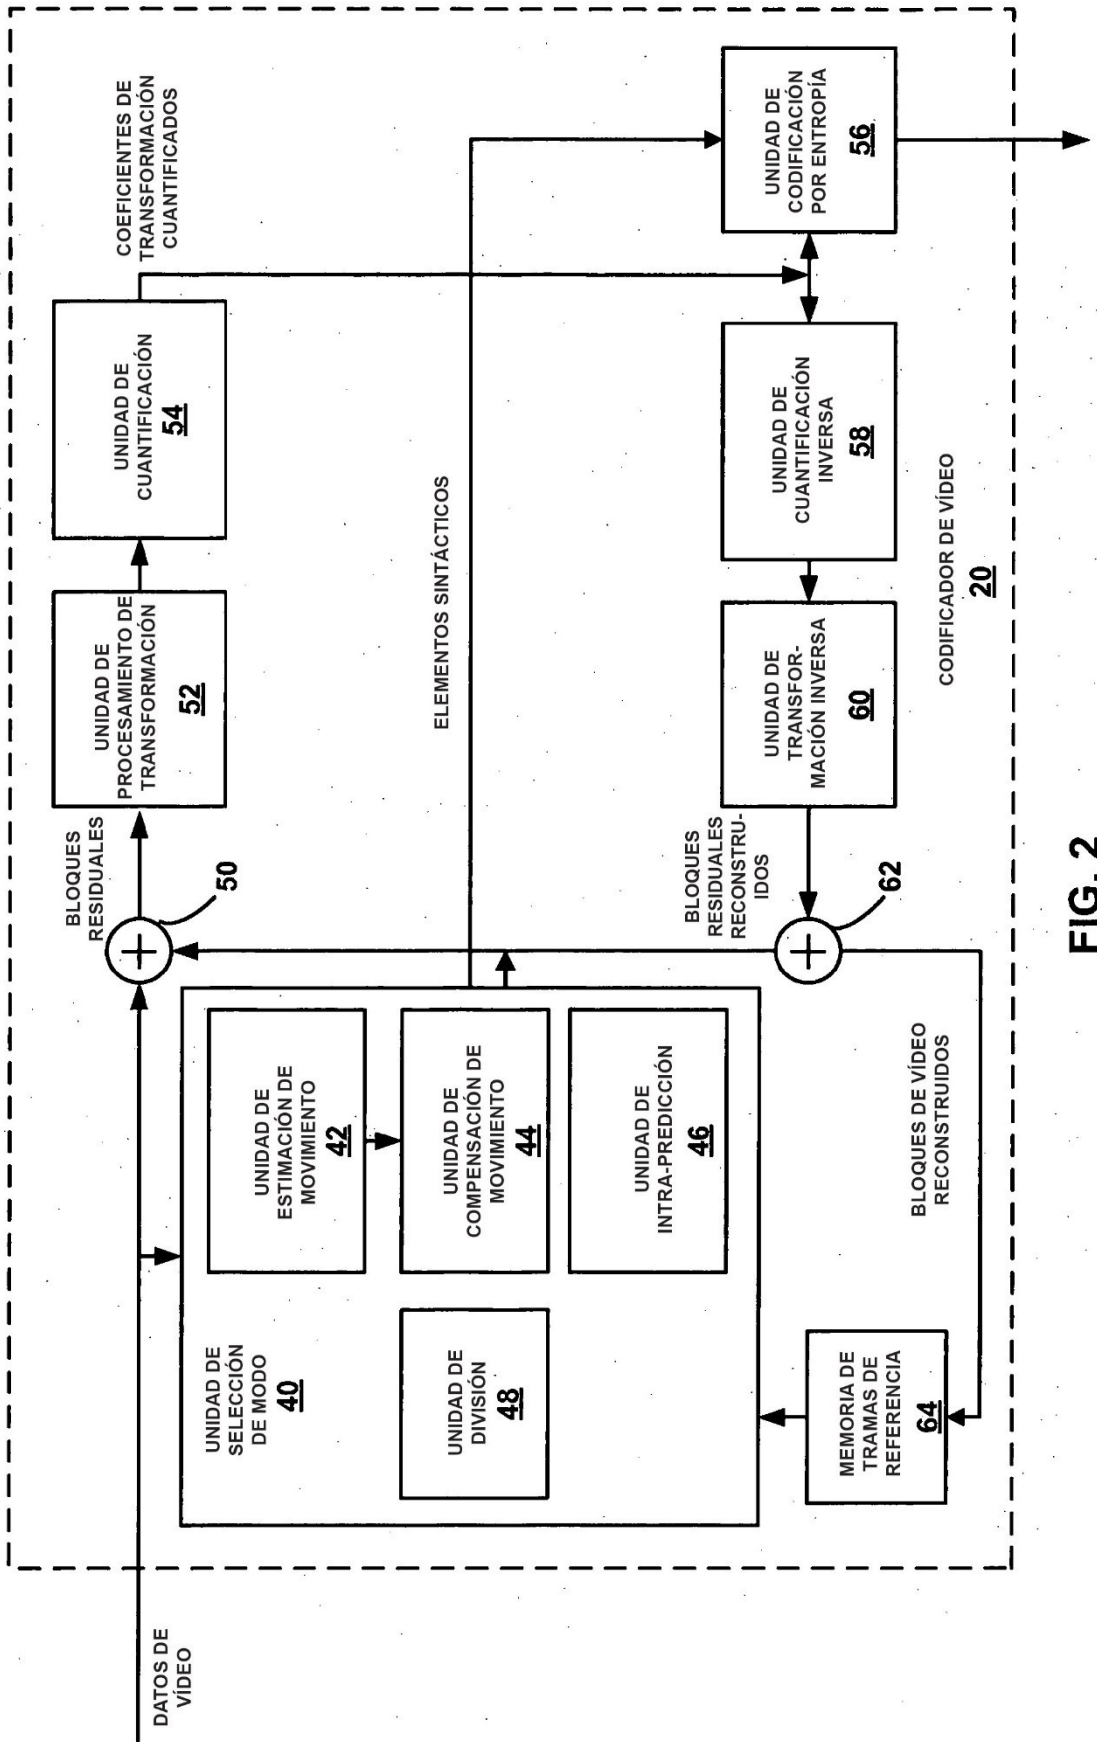 DATOS DE
VÍDEO
UNIDAD DE
SELECCIÓN
DE MODO
40
UNIDAD DE
DIVISIÓN
48
UNIDAD DE
ESTIMACIÓN DE
MOVIMIENTO
42
UNIDAD DE
COMPENSACIÓN DE
MOVIMIENTO
44
UNIDAD DE
INTRA-PREDICCIÓN
46
MEMORIA DE
TRAMAS DE
REFERENCIA
64
BLOQUES DE VÍDEO
RECONSTRUIDOS
50
BLOQUES
RESIDUALES
UNIDAD DE
PROCESAMIENTO DE
TRANSFORMACIÓN
52
UNIDAD DE
CUANTIFICACIÓN
54
COEFICIENTES DE
TRANSFORMACIÓN
CUANTIFICADOS
ELEMENTOS SINTÁCTICOS
62
BLOQUES
RESIDUALES
RECONSTRU-
IDOS
UNIDAD DE
TRANSFOR-
MACIÓN INVERSA
60
UNIDAD DE
CUANTIFICACIÓN
INVERSA
58
UNIDAD DE
CODIFICACIÓN
POR ENTROPÍA
56
CODIFICADOR DE VÍDEO
20
FIG. 2